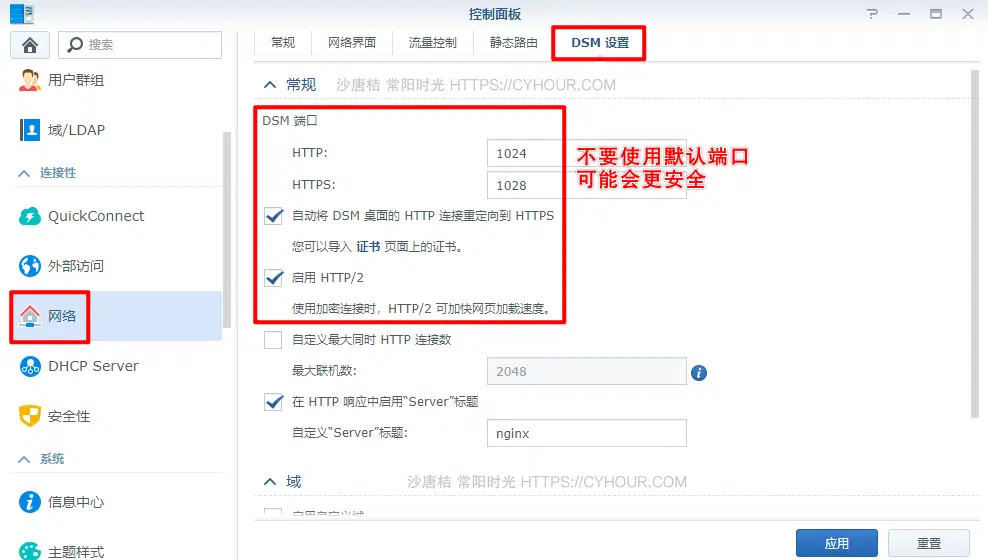 控制面板
搜索
用户群组
域/LDAP
连接性
QuickConnect
外部访问
网络
DHCP Server
安全性
系统
信息中心
主题样式
常规
网络界面
流量控制
静态路由
DSM 设置
常规
沙唐桔 常阳时光 HTTPS://CYHOUR.COM
DSM 端口
HTTP:
1024
HTTPS:
1028
不要使用默认端口
可能会更安全
自动将 DSM 桌面的 HTTP 连接重定向到 HTTPS
您可以导入 证书 页面上的证书。
启用 HTTP/2
使用加密连接时，HTTP/2 可加快网页加载速度。
自定义最大同时 HTTP 连接数
最大联机数:
2048
在 HTTP 响应中启用“Server”标题
自定义“Server”标题:
nginx
域
沙唐桔 常阳时光 HTTPS://CYHOUR.COM
应用
重置